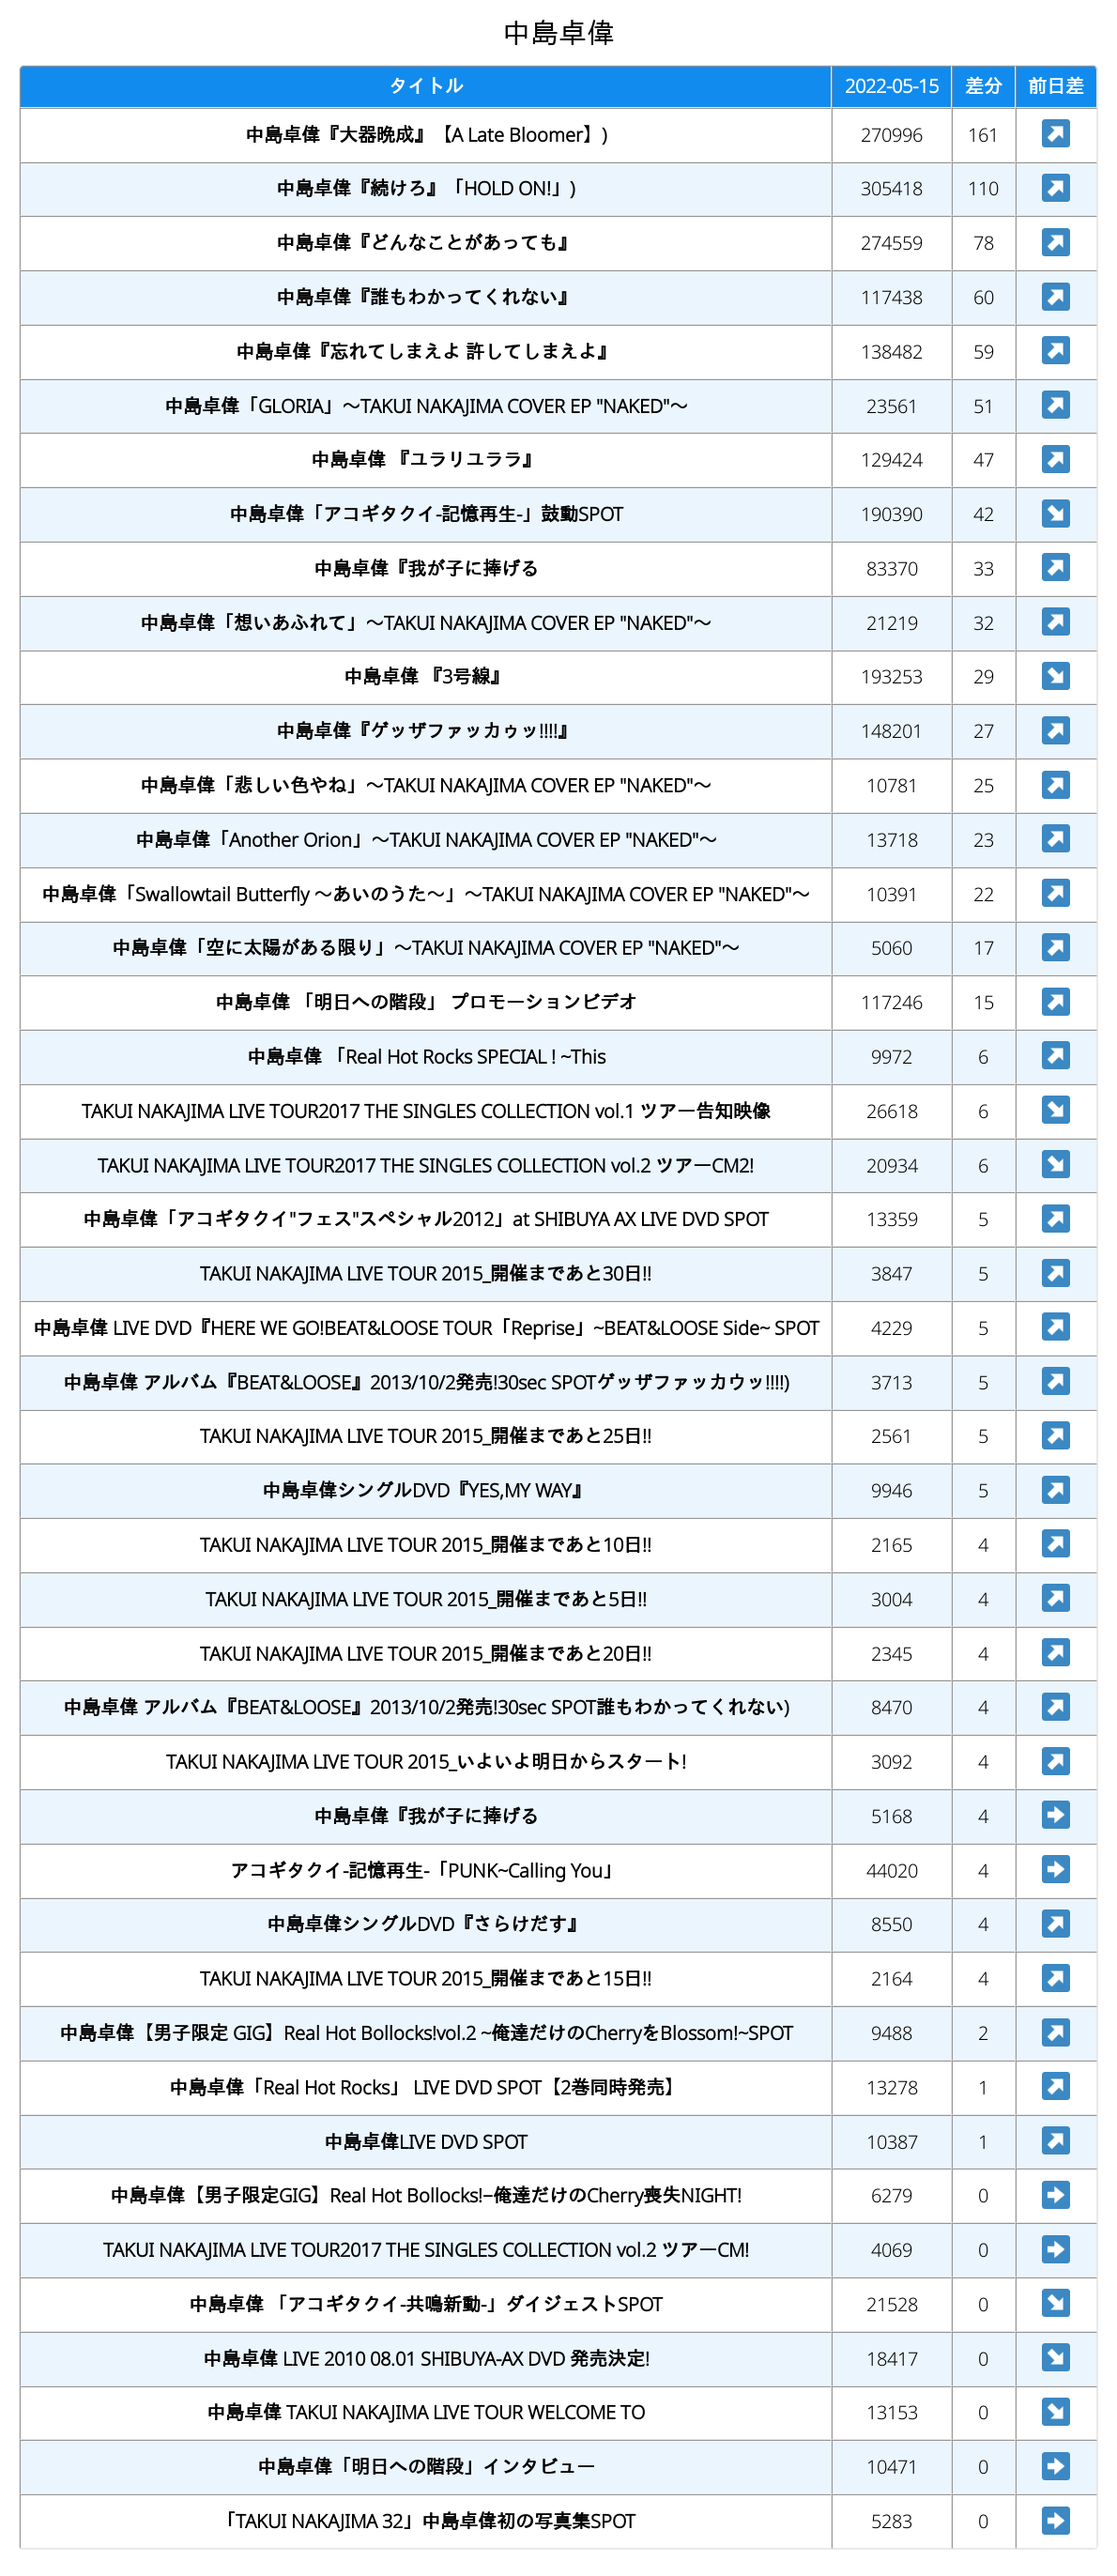 中島卓偉
タイトル 2022-05-15 差分 前日差
中島卓偉『大器晩成』【A Late Bloomer】) 270996 161 ↗
中島卓偉『続けろ』「HOLD ON!」) 305418 110 ↗
中島卓偉『どんなことがあっても』 274559 78 ↗
中島卓偉『誰もわかってくれない』 117438 60 ↗
中島卓偉『忘れてしまえよ 許してしまえよ』 138482 59 ↗
中島卓偉「GLORIA」〜TAKUI NAKAJIMA COVER EP "NAKED"〜 23561 51 ↗
中島卓偉 『ユラリユララ』 129424 47 ↗
中島卓偉「アコギタクイ-記憶再生-」鼓動SPOT 190390 42 ↘
中島卓偉『我が子に捧げる 83370 33 ↗
中島卓偉「想いあふれて」〜TAKUI NAKAJIMA COVER EP "NAKED"〜 21219 32 ↗
中島卓偉 『3号線』 193253 29 ↘
中島卓偉『ゲッザファッカゥッ!!!!』 148201 27 ↗
中島卓偉「悲しい色やね」〜TAKUI NAKAJIMA COVER EP "NAKED"〜 10781 25 ↗
中島卓偉「Another Orion」〜TAKUI NAKAJIMA COVER EP "NAKED"〜 13718 23 ↗
中島卓偉「Swallowtail Butterfly 〜あいのうた〜」〜TAKUI NAKAJIMA COVER EP "NAKED"〜 10391 22 ↗
中島卓偉「空に太陽がある限り」〜TAKUI NAKAJIMA COVER EP "NAKED"〜 5060 17 ↗
中島卓偉 「明日への階段」 プロモーションビデオ 117246 15 ↗
中島卓偉 「Real Hot Rocks SPECIAL ! ~This 9972 6 ↗
TAKUI NAKAJIMA LIVE TOUR2017 THE SINGLES COLLECTION vol.1 ツアー告知映像 26618 6 ↘
TAKUI NAKAJIMA LIVE TOUR2017 THE SINGLES COLLECTION vol.2 ツアーCM2! 20934 6 ↘
中島卓偉「アコギタクイ"フェス"スペシャル2012」at SHIBUYA AX LIVE DVD SPOT 13359 5 ↗
TAKUI NAKAJIMA LIVE TOUR 2015_開催まであと30日!! 3847 5 ↗
中島卓偉 LIVE DVD『HERE WE GO!BEAT&LOOSE TOUR「Reprise」~BEAT&LOOSE Side~ SPOT 4229 5 ↗
中島卓偉 アルバム『BEAT&LOOSE』2013/10/2発売!30sec SPOTゲッザファッカウッ!!!!) 3713 5 ↗
TAKUI NAKAJIMA LIVE TOUR 2015_開催まであと25日!! 2561 5 ↗
中島卓偉シングルDVD『YES,MY WAY』 9946 5 ↗
TAKUI NAKAJIMA LIVE TOUR 2015_開催まであと10日!! 2165 4 ↗
TAKUI NAKAJIMA LIVE TOUR 2015_開催まであと5日!! 3004 4 ↗
TAKUI NAKAJIMA LIVE TOUR 2015_開催まであと20日!! 2345 4 ↗
中島卓偉 アルバム『BEAT&LOOSE』2013/10/2発売!30sec SPOT誰もわかってくれない) 8470 4 ↗
TAKUI NAKAJIMA LIVE TOUR 2015_いよいよ明日からスタート! 3092 4 ↗
中島卓偉『我が子に捧げる 5168 4 ➡
アコギタクイ-記憶再生-「PUNK~Calling You」 44020 4 ➡
中島卓偉シングルDVD『さらけだす』 8550 4 ↗
TAKUI NAKAJIMA LIVE TOUR 2015_開催まであと15日!! 2164 4 ↗
中島卓偉【男子限定 GIG】Real Hot Bollocks!vol.2 ~俺達だけのCherryをBlossom!~SPOT 9488 2 ↗
中島卓偉「Real Hot Rocks」 LIVE DVD SPOT【2巻同時発売】 13278 1 ↗
中島卓偉LIVE DVD SPOT 10387 1 ↗
中島卓偉【男子限定GIG】Real Hot Bollocks!−俺達だけのCherry喪失NIGHT! 6279 0 ➡
TAKUI NAKAJIMA LIVE TOUR2017 THE SINGLES COLLECTION vol.2 ツアーCM! 4069 0 ➡
中島卓偉 「アコギタクイ-共鳴新動-」ダイジェストSPOT 21528 0 ↘
中島卓偉 LIVE 2010 08.01 SHIBUYA-AX DVD 発売決定! 18417 0 ↘
中島卓偉 TAKUI NAKAJIMA LIVE TOUR WELCOME TO 13153 0 ↘
中島卓偉「明日への階段」インタビュー 10471 0 ➡
「TAKUI NAKAJIMA 32」中島卓偉初の写真集SPOT 5283 0 ➡